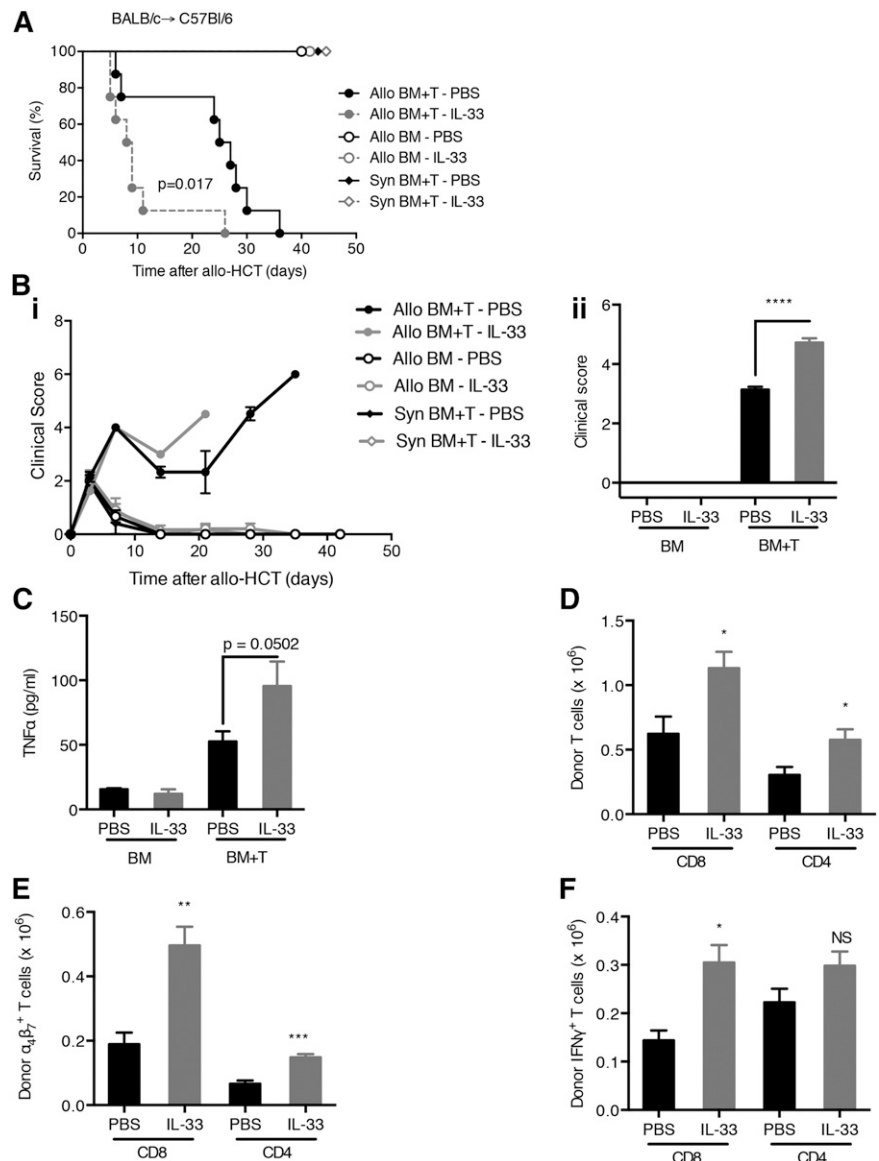 A
BALB/c→ C57Bl/6
Survival (%)
100
80
60
40
20
0
p=0.017
0 10 20 30 40 50
Time after allo-HCT (days)
Allo BM+T - PBS
Allo BM+T - IL-33
Allo BM - PBS
Allo BM - IL-33
Syn BM+T - PBS
Syn BM+T - IL-33
B
i
Clinical Score
8
6
4
2
0
0 10 20 30 40 50
Time after allo-HCT (days)
Allo BM+T - PBS
Allo BM+T - IL-33
Allo BM - PBS
Allo BM - IL-33
Syn BM+T - PBS
Syn BM+T - IL-33
ii
Clinical score
6
4
2
0
****
PBS IL-33 PBS IL-33
BM BM+T
C
TNFα (pg/ml)
150
100
50
0
p = 0.0502
PBS IL-33 PBS IL-33
BM BM+T
D
Donor T cells (x 10⁶)
1.5
1.0
0.5
0.0
*
*
PBS IL-33 PBS IL-33
CD8 CD4
E
Donor α₄β₇⁺ T cells (x 10⁶)
0.6
0.4
0.2
0.0
**
***
PBS IL-33 PBS IL-33
CD8 CD4
F
Donor IFNγ⁺ T cells (x 10⁶)
0.4
0.3
0.2
0.1
0.0
*
NS
PBS IL-33 PBS IL-33
CD8 CD4